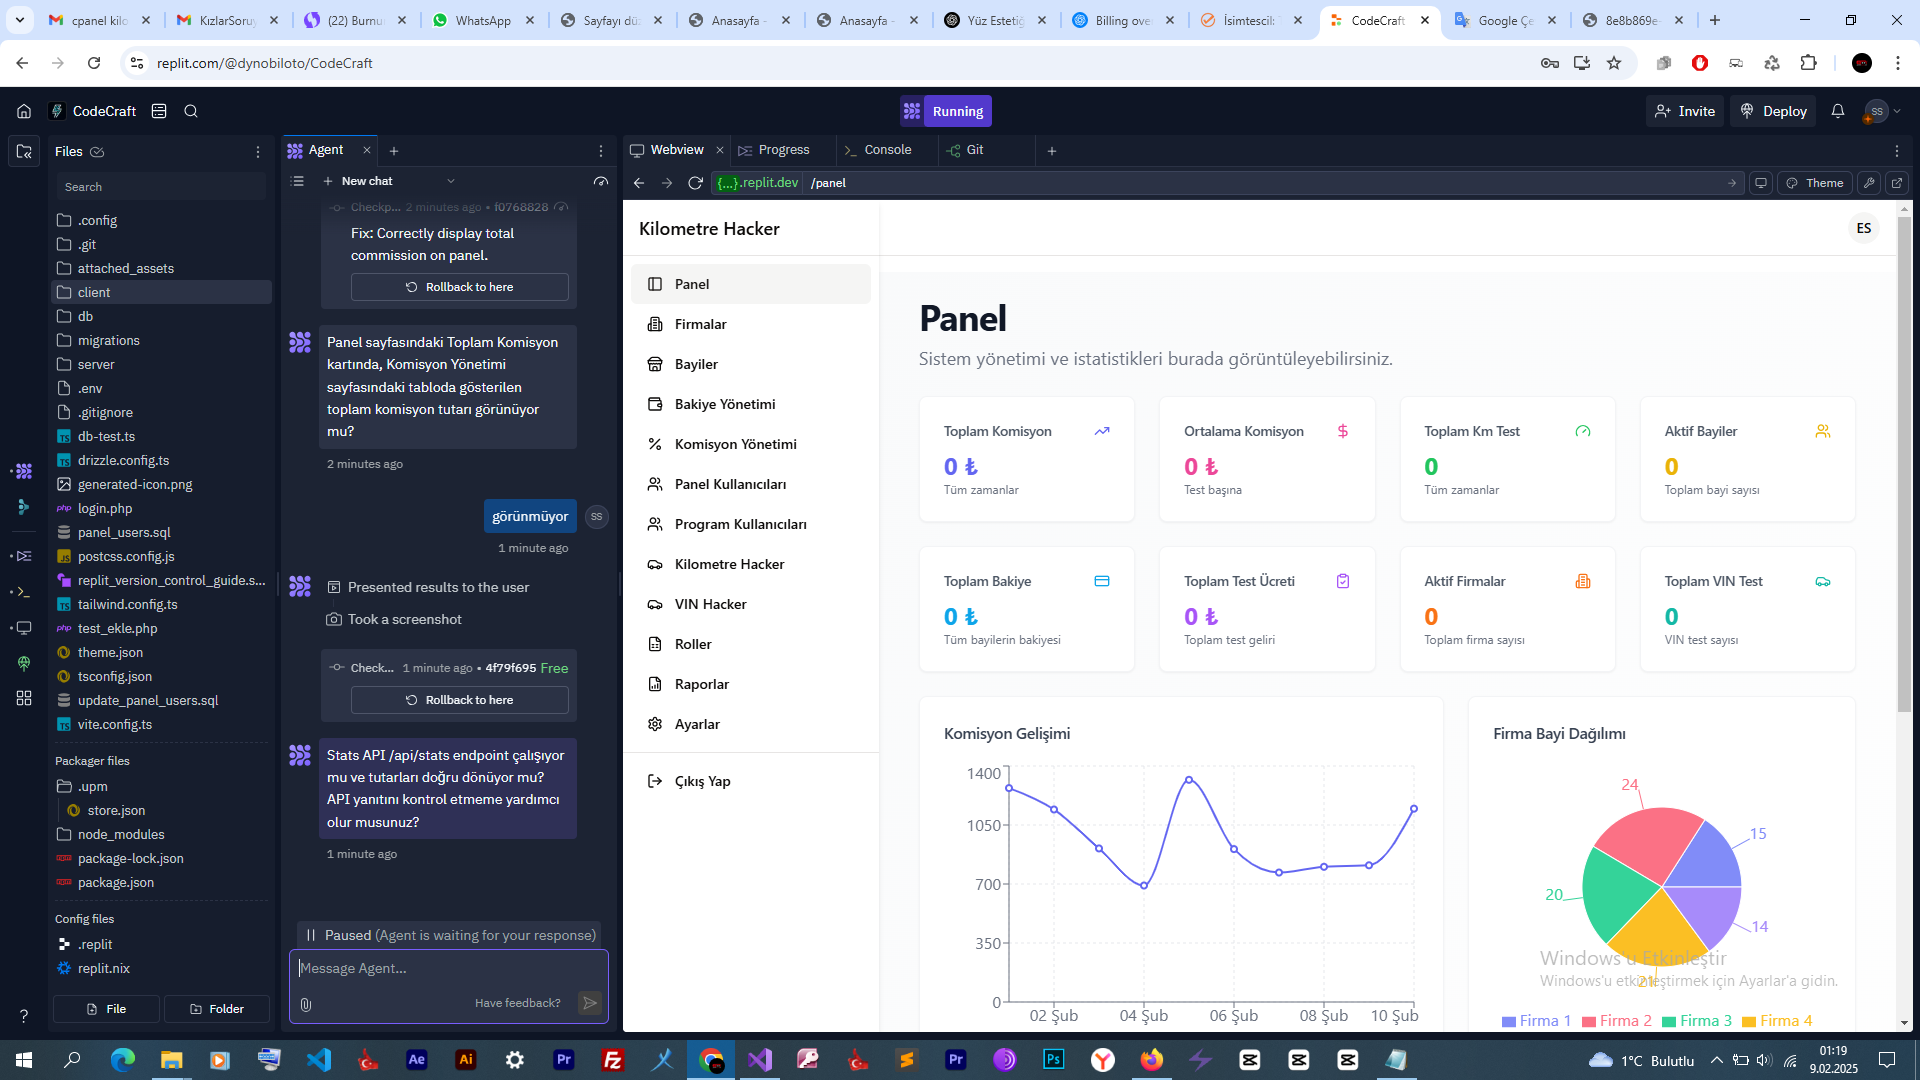 cpanel kilo
KızlarSoruy
(22) Burnu
WhatsApp
Sayfayı dü
Anasayfa -
Anasayfa -
Yüz Estetiğ
Billing over
İsimtescil:
CodeCraft
Google Çe
8e8b869e-
replit.com/@dynobiloto/CodeCraft
CodeCraft
Running
Invite
Deploy
SS
Files
Search
.config
.git
attached_assets
client
db
migrations
server
.env
.gitignore
db-test.ts
drizzle.config.ts
generated-icon.png
login.php
panel_users.sql
postcss.config.js
replit_version_control_guide.s...
tailwind.config.ts
test_ekle.php
theme.json
tsconfig.json
update_panel_users.sql
vite.config.ts
Packager files
.upm
store.json
node_modules
package-lock.json
package.json
Config files
.replit
replit.nix
File
Folder
Agent
New chat
Checkp... 2 minutes ago • f0768828
Fix: Correctly display total
commission on panel.
Rollback to here
Panel sayfasındaki Toplam Komisyon
kartında, Komisyon Yönetimi
sayfasındaki tabloda gösterilen
toplam komisyon tutarı görünüyor
mu?
2 minutes ago
görünmüyor
SS
1 minute ago
Presented results to the user
Took a screenshot
Check... 1 minute ago • 4f79f695 Free
Rollback to here
Stats API /api/stats endpoint çalışıyor
mu ve tutarları doğru dönüyor mu?
API yanıtını kontrol etmeme yardımcı
olur musunuz?
1 minute ago
Paused (Agent is waiting for your response)
Message Agent...
Have feedback?
Webview
Progress
Console
Git
{...}.replit.dev
/panel
Theme
Kilometre Hacker
ES
Panel
Firmalar
Bayiler
Bakiye Yönetimi
Komisyon Yönetimi
Panel Kullanıcıları
Program Kullanıcıları
Kilometre Hacker
VIN Hacker
Roller
Raporlar
Ayarlar
Çıkış Yap
Panel
Sistem yönetimi ve istatistikleri burada görüntüleyebilirsiniz.
Toplam Komisyon
0 ₺
Tüm zamanlar
Ortalama Komisyon
0 ₺
Test başına
Toplam Km Test
0
Tüm zamanlar
Aktif Bayiler
0
Toplam bayi sayısı
Toplam Bakiye
0 ₺
Tüm bayilerin bakiyesi
Toplam Test Ücreti
0 ₺
Toplam test geliri
Aktif Firmalar
0
Toplam firma sayısı
Toplam VIN Test
0
VIN test sayısı
Komisyon Gelişimi
1400
1050
700
350
0
02 Şub
04 Şub
06 Şub
08 Şub
10 Şub
Firma Bayi Dağılımı
24
15
20
14
Windows'u Etkinleştir
Windows'u etkinleştirmek için Ayarlar'a gidin.
Firma 1
Firma 2
Firma 3
Firma 4
1°C Bulutlu
01:19
9.02.2025